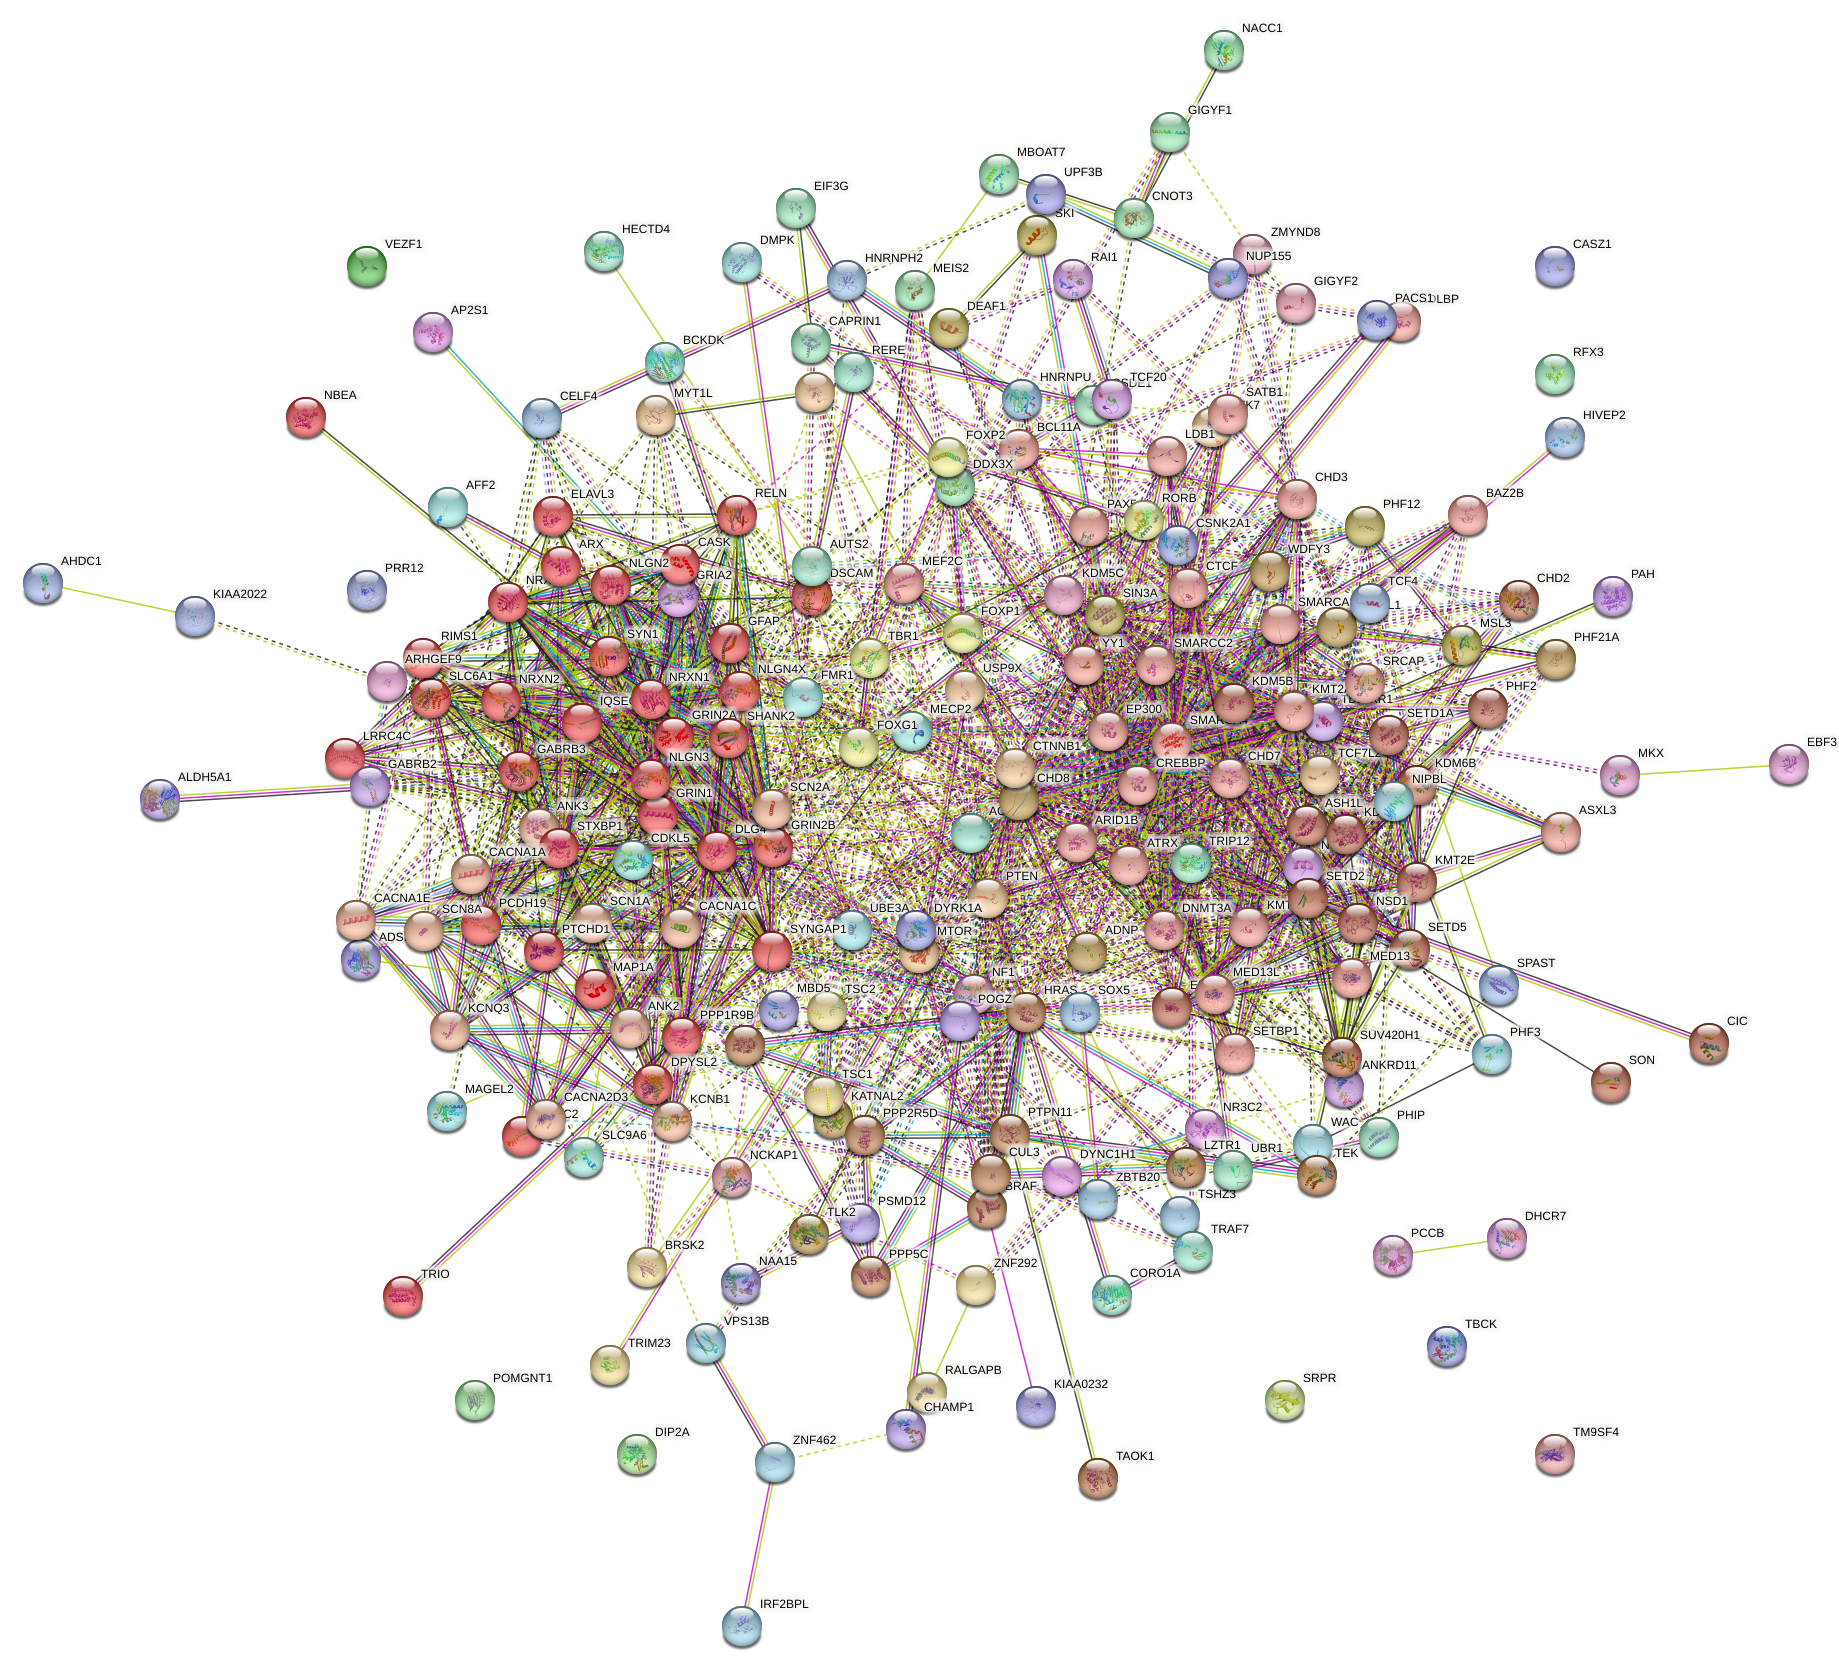 NACC1
GIGYF1
MBOAT7
UPF3B
EIF3G
CNOT3
SKI
HECTD4
VEZF1
DMPK
ZMYND8
HNRNPH2
NUP155
RAI1
CASZ1
MEIS2
GIGYF2
PACS1
DEAF1
AP2S1
CAPRIN1
BCKDK
RERE
RFX3
HNRNPU
TCF20
NBEA
CELF4
MYT1L
SATB1
HIVEP2
BCL11A
FOXP2
LDB1
DDX3X
CHD3
AFF2
RELN
ELAVL3
BAZ2B
RORB
PHF12
CSNK2A1
ARX
CASK
AUTS2
MEF2C
WDFY3
AHDC1
PRR12
NLGN2
GRIA2
DSCAM
KDM5C
CTCF
TCF4
CHD2
PAH
KIAA2022
SIN3A
FOXP1
GFAP
SYN1
RIMS1
TBR1
YY1
SMARCC2
MSL3
PHF21A
ARHGEF9
SLC6A1
NRXN2
NRXN1
NLGN4X
FMR1
USP9X
SRCAP
KDM5B
PHF2
GRIN2A
SHANK2
MECP2
EP300
SETD1A
FOXG1
LRRC4C
GABRB3
NLGN3
CTNNB1
CHD8
CREBBP
CHD7
TCF7L2
NIPBL
KDM6B
MKX
EBF3
ALDH5A1
GABRB2
GRIN1
SCN2A
ANK3
STXBP1
CDKL5
DLG4
GRIN2B
ARID1B
ASH1L
ASXL3
CACNA1A
ATRX
TRIP12
KMT2E
PTEN
SETD2
CACNA1E
SCN8A
PCDH19
SCN1A
CACNA1C
UBE3A
DYRK1A
DNMT3A
NSD1
PTCHD1
SYNGAP1
MTOR
ADNP
SETD5
MED13
MAP1A
MBD5
TSC2
NF1
HRAS
SOX5
MED13L
SPAST
KCNQ3
ANK2
PPP1R9B
POGZ
SETBP1
SUV420H1
PHF3
CIC
DPYSL2
ANKRD11
SON
MAGEL2
CACNA2D3
KCNB1
TSC1
KATNAL2
PPP2R5D
PTPN11
NR3C2
WAC
PHIP
SLC9A6
NCKAP1
CUL3
DYNC1H1
LZTR1
UBR1
TEK
BRAF
ZBTB20
TSHZ3
TLK2
PSMD12
TRAF7
PCCB
DHCR7
BRSK2
NAA15
PPP5C
ZNF292
CORO1A
TRIO
VPS13B
TBCK
TRIM23
RALGAPB
KIAA0232
POMGNT1
CHAMP1
SRPR
DIP2A
ZNF462
TAOK1
TM9SF4
IRF2BPL